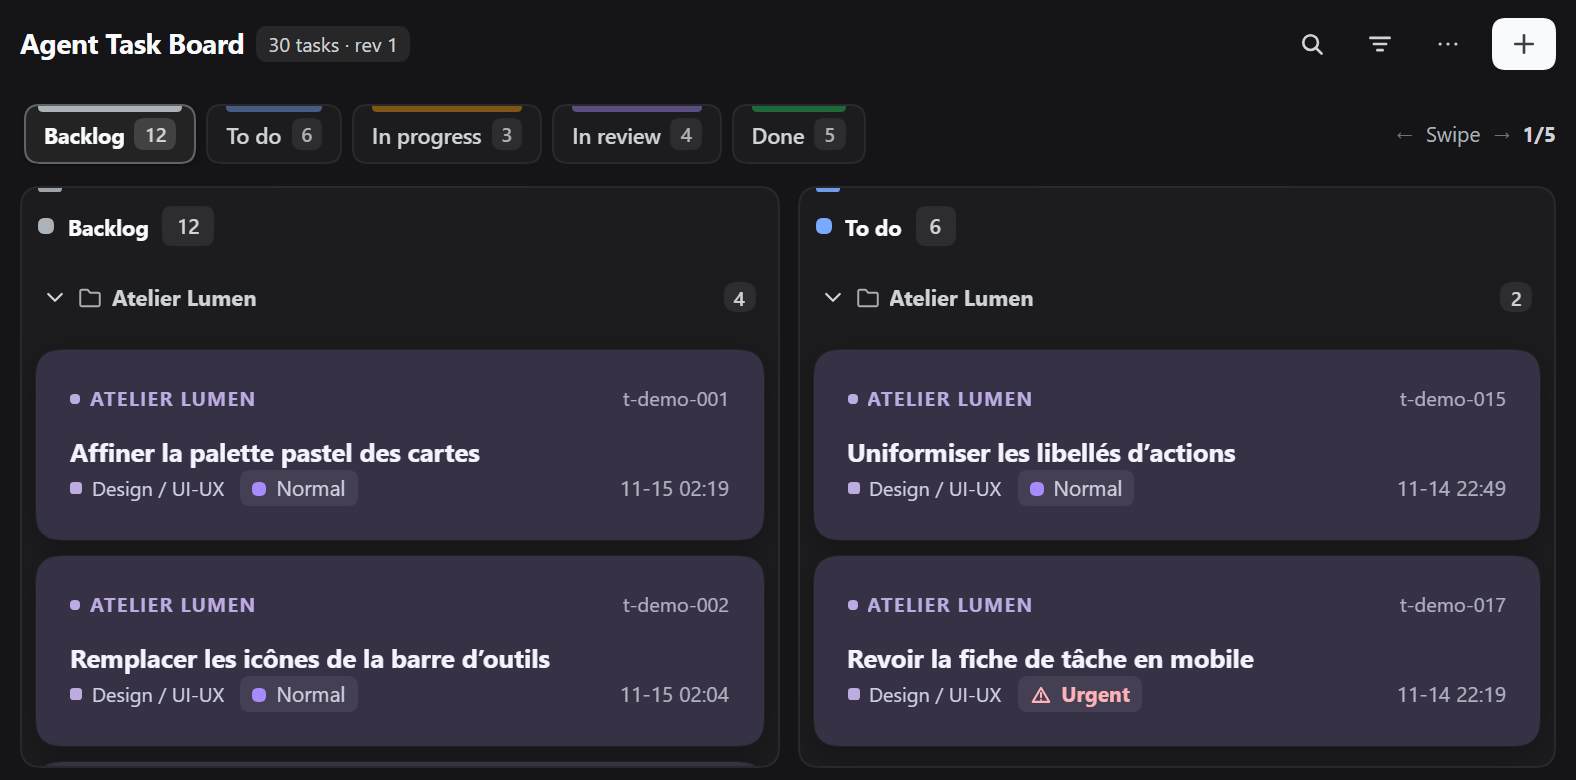 Agent Task Board 30 tasks · rev 1
Backlog 12 To do 6 In progress 3 In review 4 Done 5 ← Swipe → 1/5
Backlog 12
Atelier Lumen 4
ATELIER LUMEN t-demo-001
Affiner la palette pastel des cartes
Design / UI-UX Normal 11-15 02:19
ATELIER LUMEN t-demo-002
Remplacer les icônes de la barre d’outils
Design / UI-UX Normal 11-15 02:04
To do 6
Atelier Lumen 2
ATELIER LUMEN t-demo-015
Uniformiser les libellés d’actions
Design / UI-UX Normal 11-14 22:49
ATELIER LUMEN t-demo-017
Revoir la fiche de tâche en mobile
Design / UI-UX Urgent 11-14 22:19